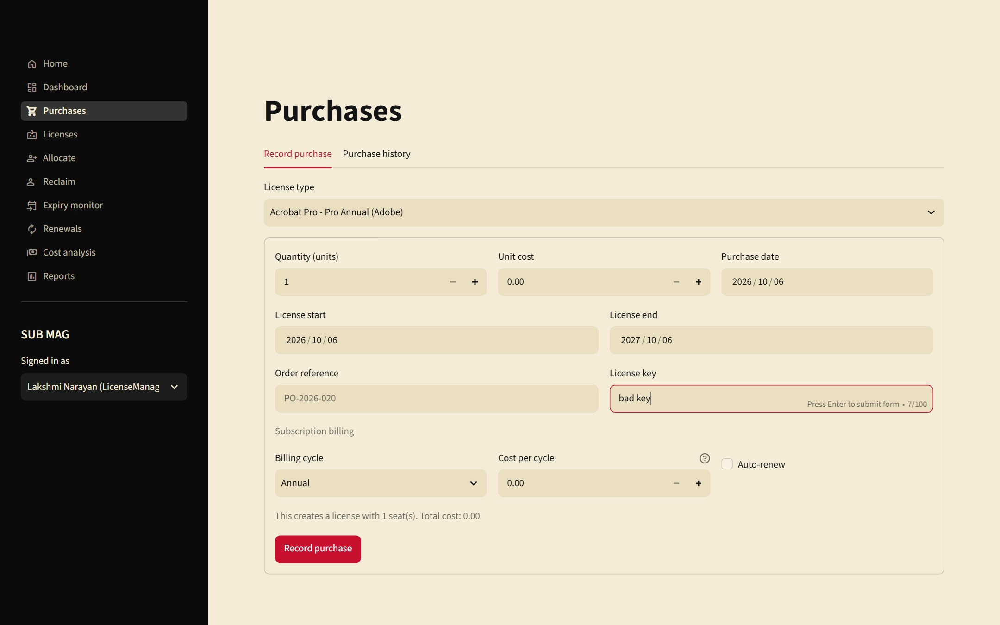 Home
Dashboard
Purchases
Licenses
Allocate
Reclaim
Expiry monitor
Renewals
Cost analysis
Reports
SUB MAG
Signed in as
Lakshmi Narayan (LicenseManag
Purchases
Record purchase Purchase history
License type
Acrobat Pro - Pro Annual (Adobe)
Quantity (units) Unit cost Purchase date
1 0.00 2026/10/06
License start License end
2026/10/06 2027/10/06
Order reference License key
PO-2026-020 bad key Press Enter to submit form • 7/100
Subscription billing
Billing cycle Cost per cycle Auto-renew
Annual 0.00
This creates a license with 1 seat(s). Total cost: 0.00
Record purchase